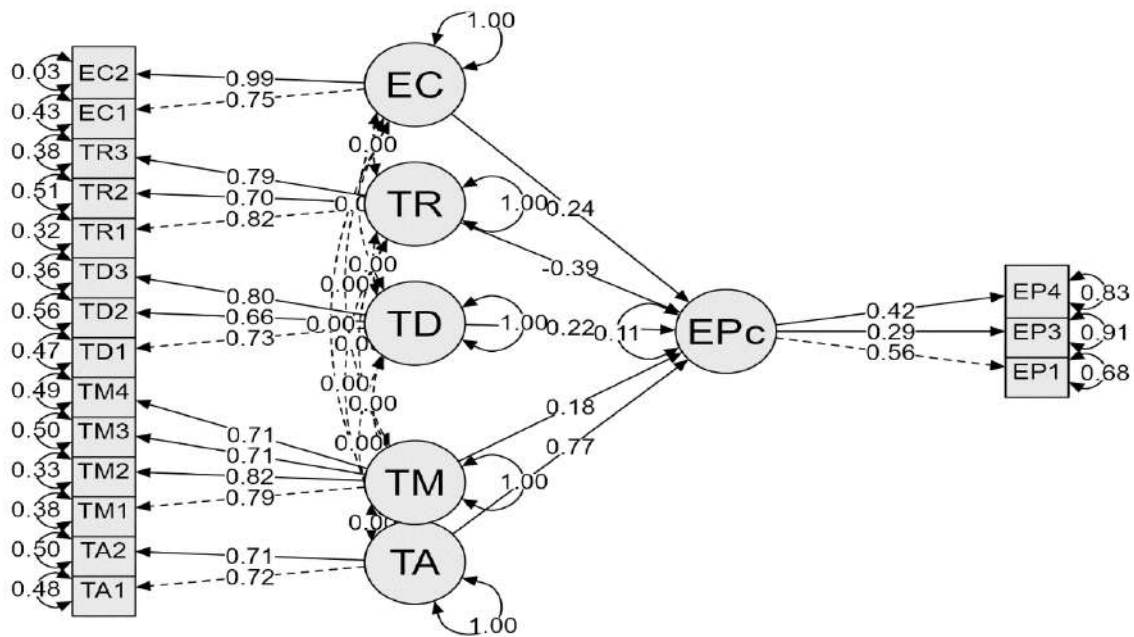 1.00
0.03 EC2 0.99 EC
0.43 EC1 0.75
0.38 TR3 0.00
0.79
0.51 TR2 0.70 TR 1.00 0.24
0.32 TR1 0.82
0.36 TD3 0.00 -0.39
0.00
0.80 EP4 0.83
0.56 TD2 0.66 TD 1.00 0.22 0.11 EPc 0.42
0.73 0.00 0.29 EP3 0.91
0.47 TD1 0.56 EP1 0.68
0.49 TM4 0.00 0.00 0.18
0.50 TM3 0.71 0.00 0.77
0.71
0.33 TM2 0.82 TM 1.00
0.38 TM1 0.79
0.50 TA2 0.71 TA
0.72
0.48 TA1 1.00